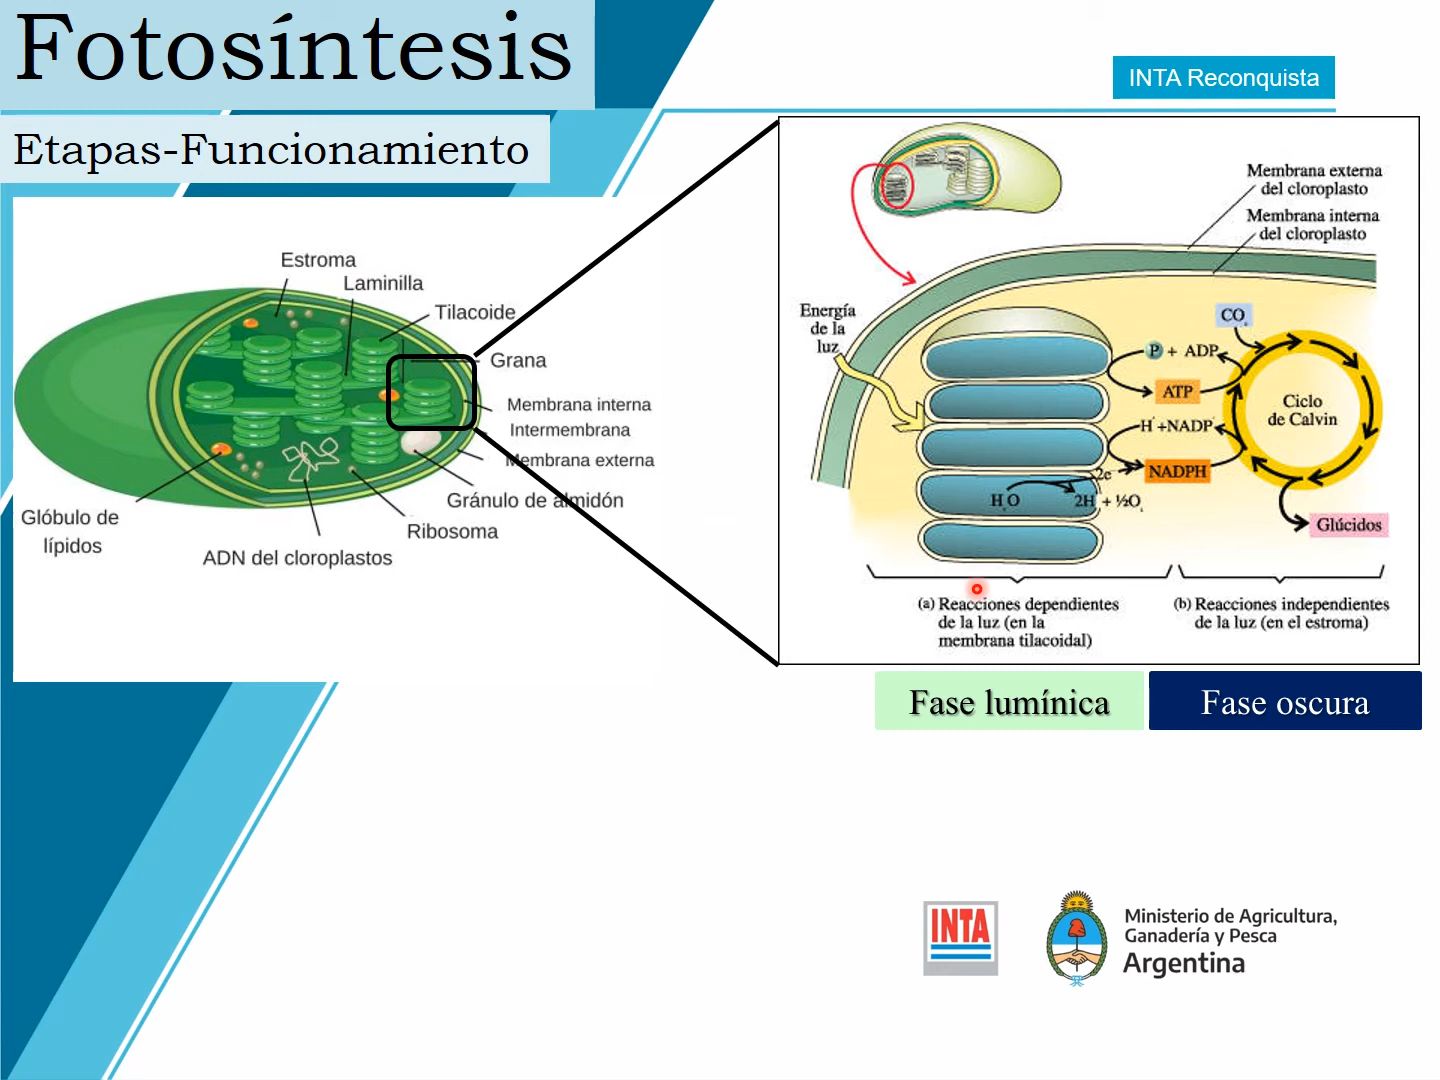 Fotosíntesis
INTA Reconquista
Etapas-Funcionamiento
Estroma
Laminilla
Tilacoide
Grana
Membrana interna
Intermembrana
Membrana externa
Gránulo de almidón
Ribosoma
ADN del cloroplastos
Glóbulo de
lípidos
Membrana externa
del cloroplasto
Membrana interna
del cloroplasto
Energía
de la
luz
CO₂
P + ADP
ATP
H⁺+NADP⁺
NADPH
2e⁻
H₂O
2H⁺ + ½O₂
Ciclo
de Calvin
Glúcidos
(a) Reacciones dependientes
de la luz (en la
membrana tilacoidal)
(b) Reacciones independientes
de la luz (en el estroma)
Fase lumínica
Fase oscura
INTA
Ministerio de Agricultura,
Ganadería y Pesca
Argentina